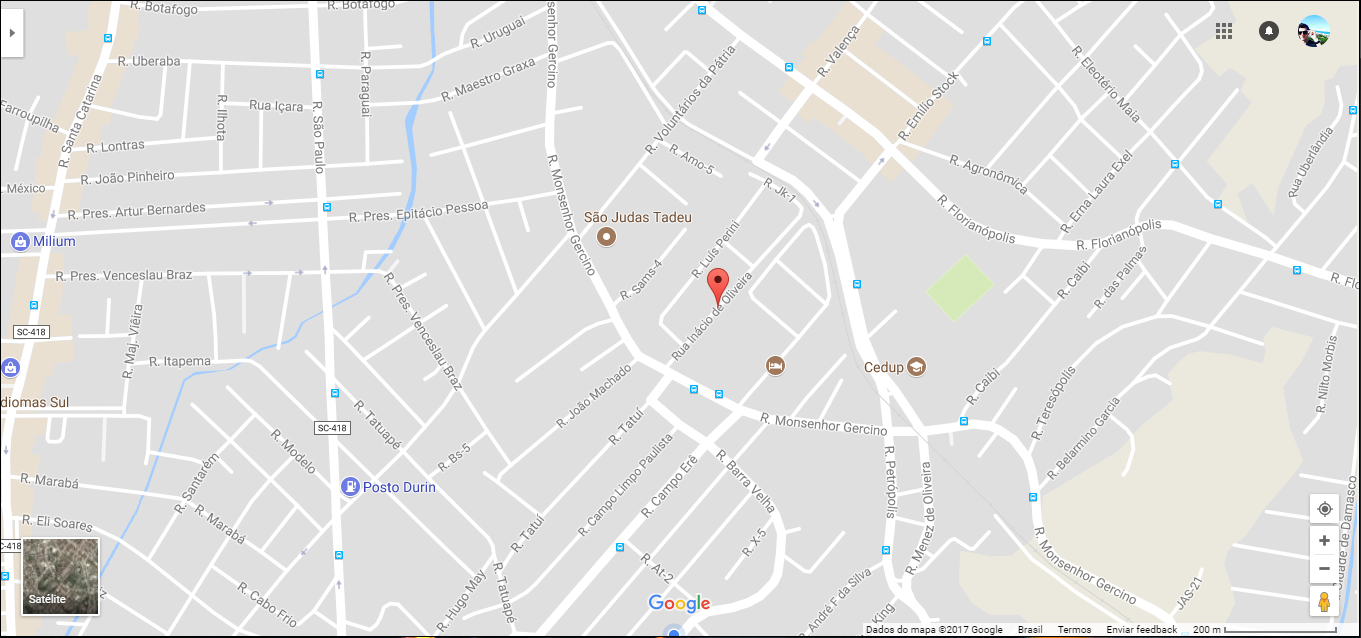 R. Botafogo
R. Botafogo
R. Uruguai
R. Uberaba
R. Maestro Graxa
R. Paraguai
R. Monsenhor Gercino
R. Voluntários da Pátria
R. Valença
R. Eleotério Maia
R. Emílio Stock
Farroupilha
R. Santa Catarina
R. Ilhota
Rua Içara
R. São Paulo
R. Lontras
R. João Pinheiro
México
R. Pres. Artur Bernardes
R. Pres. Epitácio Pessoa
R. Monsenhor Gercino
R. Amo-5
R. Jk-1
R. Agronômica
R. Erna Laura Exel
Rua Uberlândia
R. Florianópolis
R. Florianópolis
R. Flo
São Judas Tadeu
Milium
R. Luis Perini
R. Sams-4
Rua Inácio de Oliveira
R. Caibi
R. das Palmas
R. Pres. Venceslau Braz
R. Pres. Venceslau Braz
SC-418
R. Maj. Viêira
R. Itapema
R. João Machado
Cedup
R. Caibi
R. Teresópolis
R. Belarmino Garcia
R. Nilto Morbis
diomas Sul
SC-418
R. Tatuapé
R. Tatuí
R. Modelo
R. Bs-5
R. Monsenhor Gercino
R. Campo Limpo Paulista
R. Campo Erê
R. Barra Velha
R. Petrópolis
R. Menez de Oliveira
R. Santarém
R. Marabá
Posto Durin
R. Marabá
R. Eli Soares
C-418
R. Tatuí
R. X-5
R. At-2
R. Monsenhor Gercino
JAS-21
Cidade de Damasco
R. Tatuapé
R. Hugo May
R. Cabo Frio
R. Andre F da Silva
King
Satélite
Google
Dados do mapa ©2017 Google
Brasil
Termos
Enviar feedback
200 m